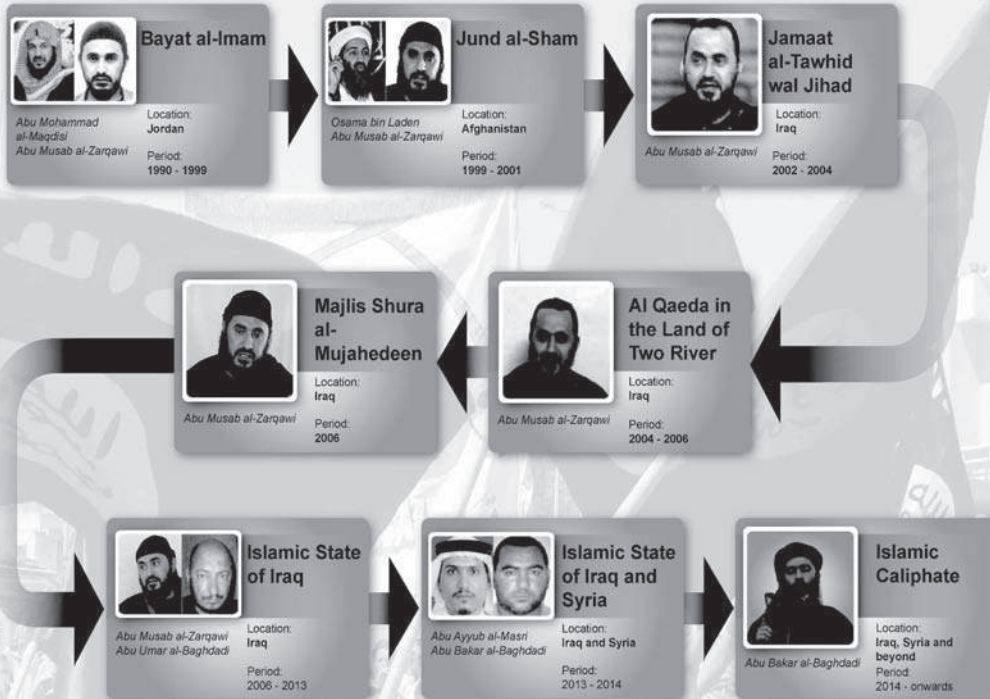 Bayat al-Imam
Abu Mohammad
al-Maqdisi
Abu Musab al-Zarqawi
Location:
Jordan
Period:
1990 - 1999
Jund al-Sham
Osama bin Laden
Abu Musab al-Zarqawi
Location:
Afghanistan
Period:
1999 - 2001
Jamaat
al-Tawhid
wal Jihad
Abu Musab al-Zarqawi
Location:
Iraq
Period:
2002 - 2004
Al Qaeda in
the Land of
Two River
Abu Musab al-Zarqawi
Location:
Iraq
Period:
2004 - 2006
Majlis Shura
al-
Mujahedeen
Abu Musab al-Zarqawi
Location:
Iraq
Period:
2006
Islamic State
of Iraq
Abu Musab al-Zarqawi
Abu Umar al-Baghdadi
Location:
Iraq
Period:
2006 - 2013
Islamic State
of Iraq and
Syria
Abu Ayyub al-Masri
Abu Bakar al-Baghdadi
Location:
Iraq and Syria
Period:
2013 - 2014
Islamic
Caliphate
Abu Bakar al-Baghdadi
Location:
Iraq, Syria and
beyond
Period:
2014 - onwards